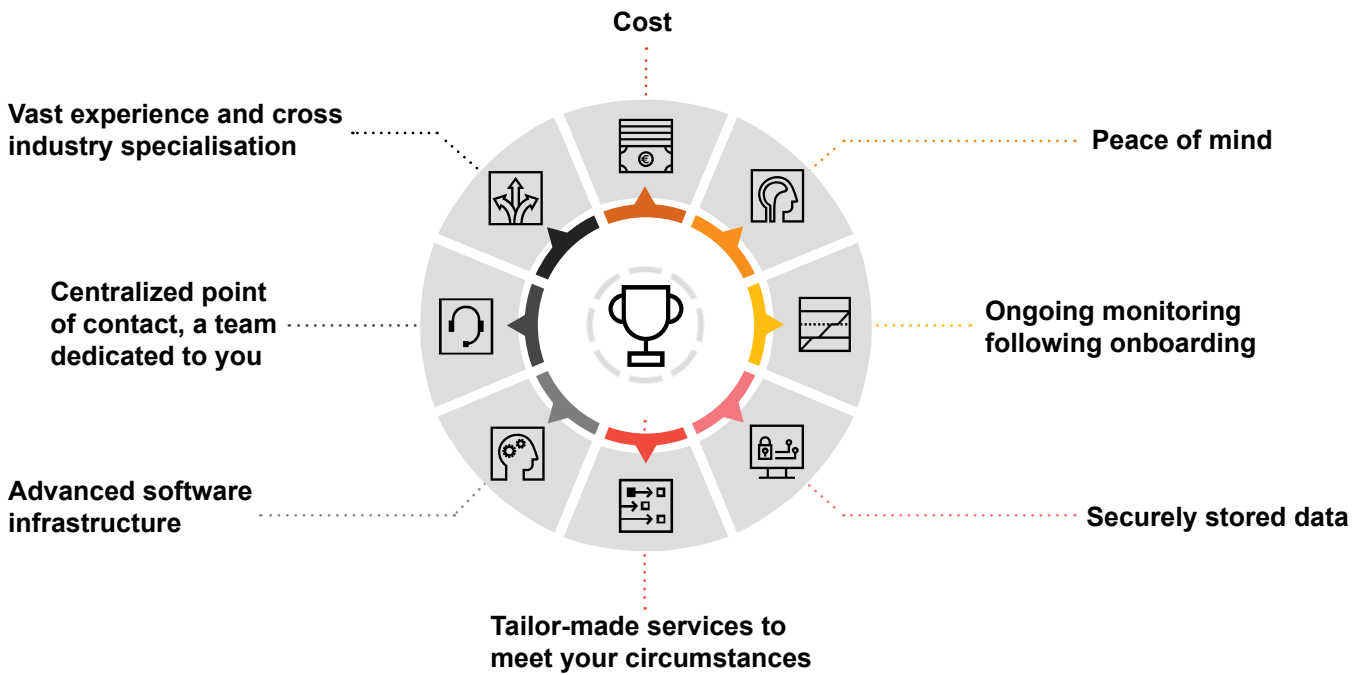 Cost
Vast experience and cross
industry specialisation
Peace of mind
Centralized point
of contact, a team
dedicated to you
Ongoing monitoring
following onboarding
Advanced software
infrastructure
Securely stored data
Tailor-made services to
meet your circumstances
€